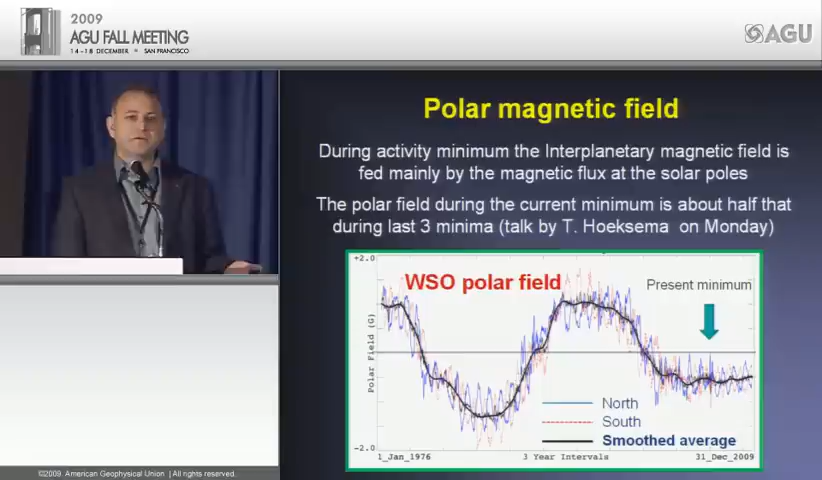 2009
AGU FALL MEETING
14-18 DECEMBER • SAN FRANCISCO
AGU
Polar magnetic field
During activity minimum the Interplanetary magnetic field is
fed mainly by the magnetic flux at the solar poles
The polar field during the current minimum is about half that
during last 3 minima (talk by T. Hoeksema on Monday)
+2.0
WSO polar field
Present minimum
Polar Field (G)
North
South
Smoothed average
-2.0
1_Jan_1976
3 Year Intervals
31_Dec_2009
©2009. American Geophysical Union | All rights reserved.